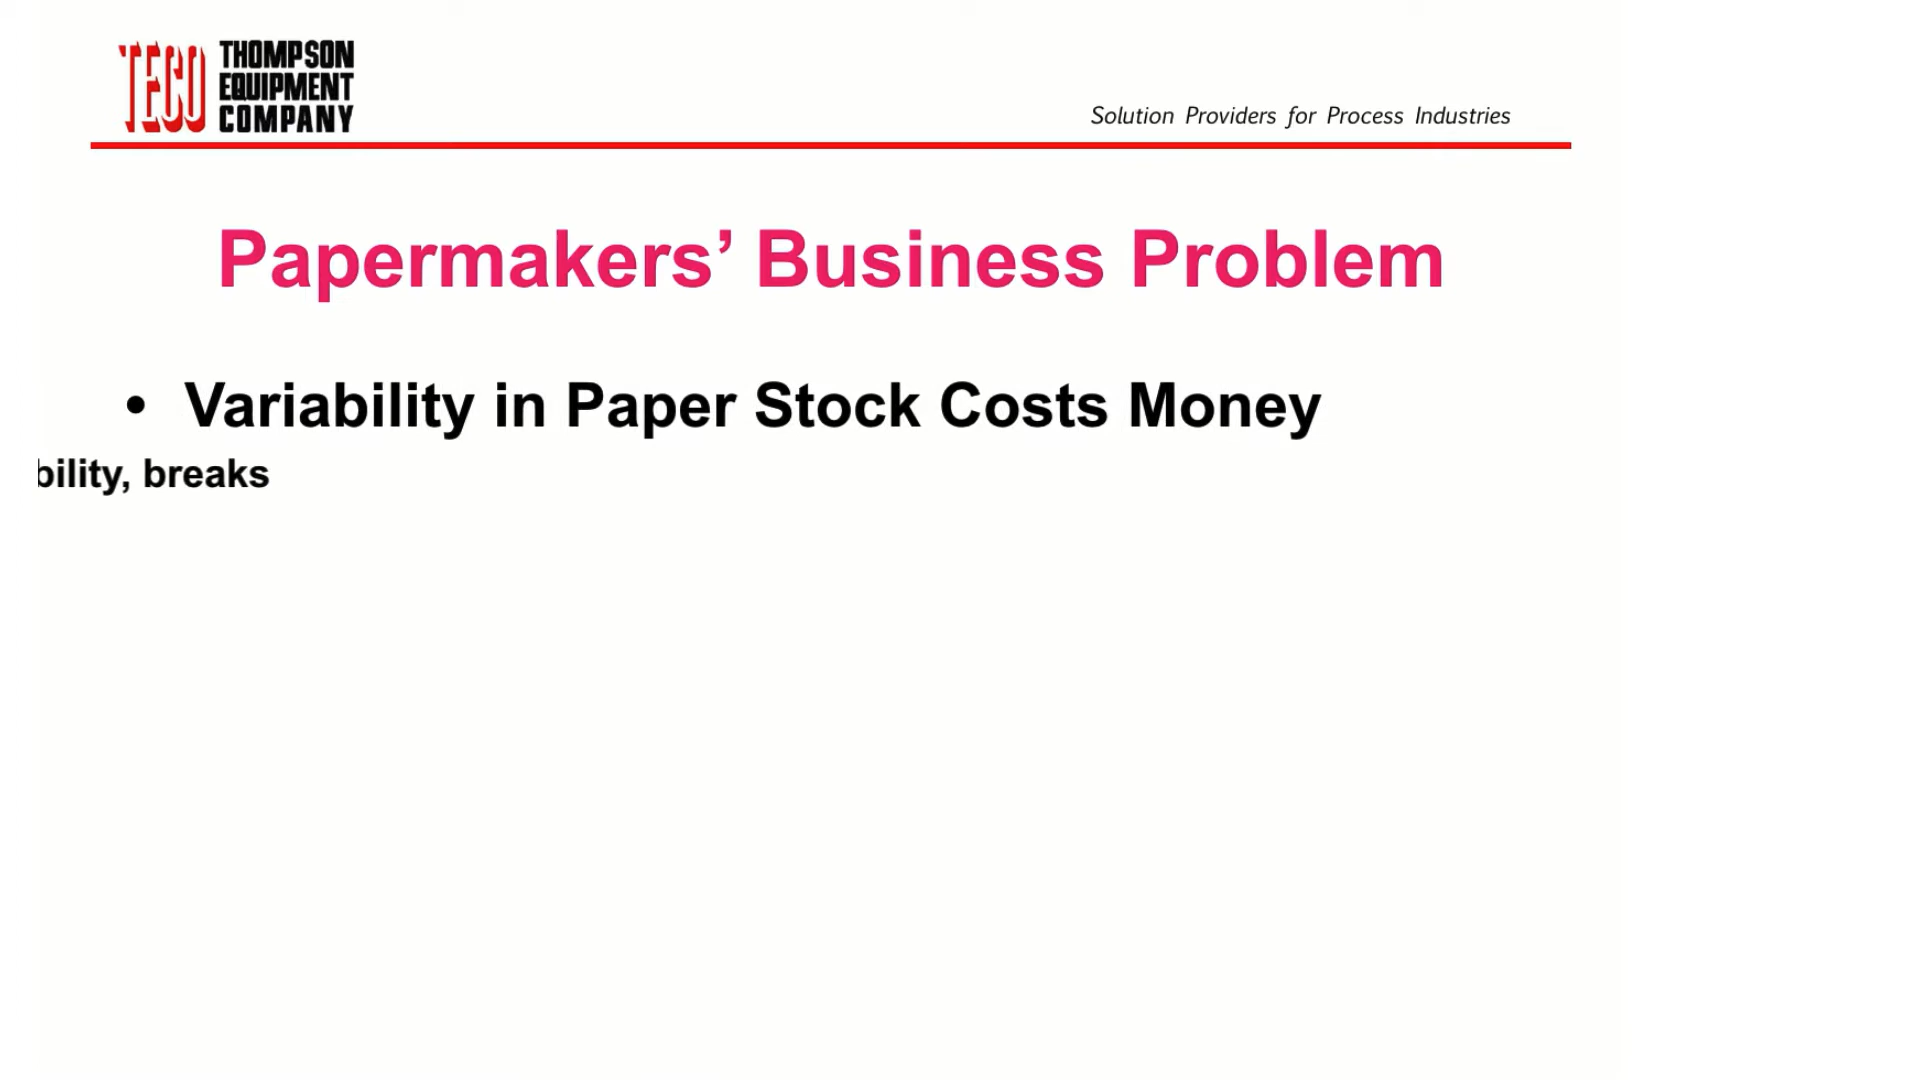 TECO THOMPSON
EQUIPMENT
COMPANY
Solution Providers for Process Industries
Papermakers’ Business Problem
• Variability in Paper Stock Costs Money
bility, breaks